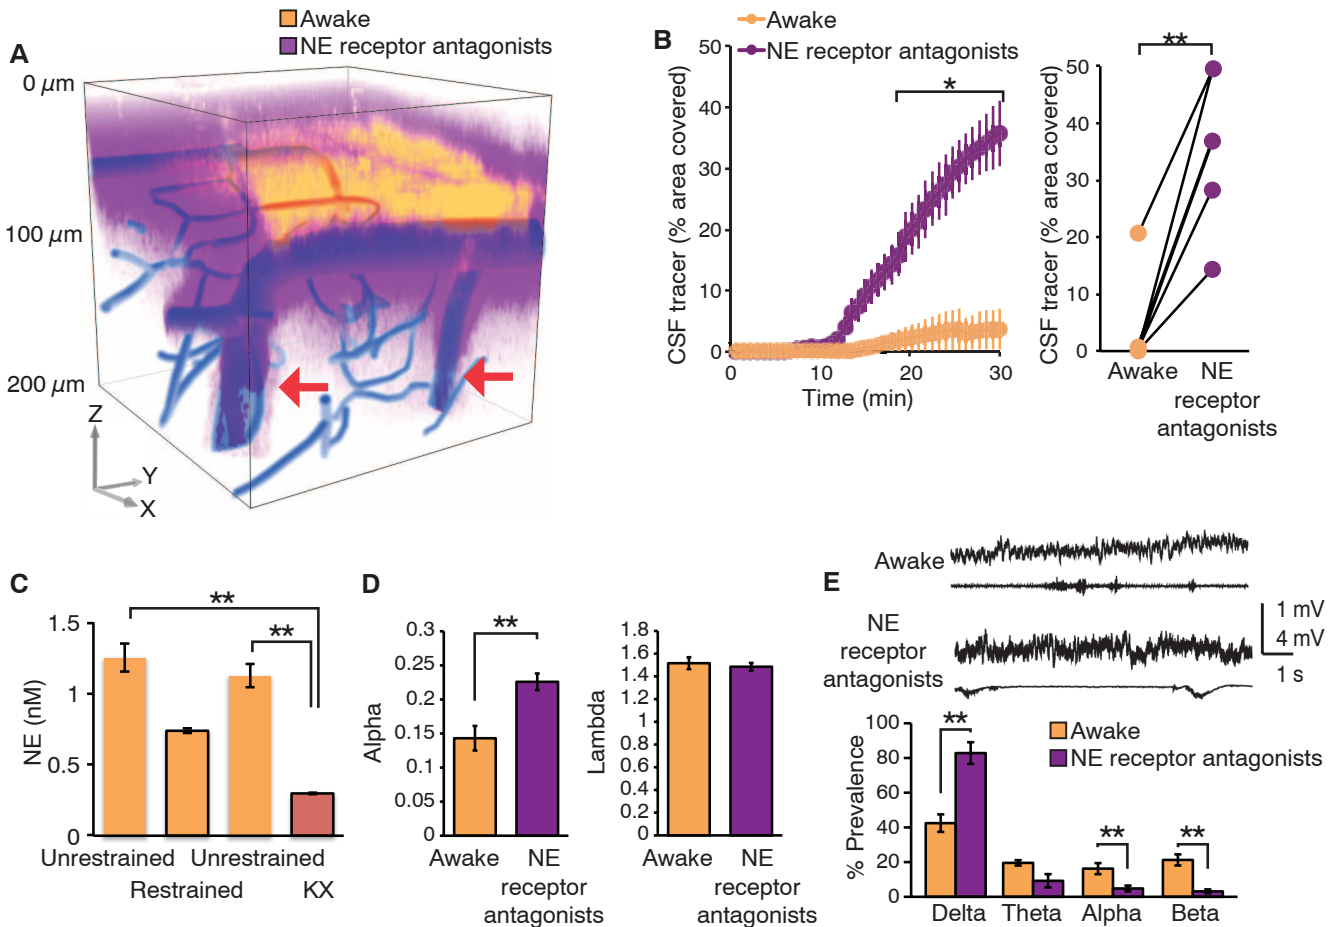 A
Awake
NE receptor antagonists
0 µm
100 µm
200 µm
Z
Y
X
B
Awake
NE receptor antagonists
CSF tracer (% area covered)
50
40
30
20
10
0
*
0
10
20
30
Time (min)
CSF tracer (% area covered)
50
40
30
20
10
0
**
Awake
NE
receptor
antagonists
C
NE (nM)
1.5
1
0.5
0
**
**
Unrestrained
Restrained
Unrestrained
KX
D
Alpha
0.3
0.25
0.2
0.15
0.1
0.05
0
**
Awake
NE
receptor
antagonists
Lambda
1.8
1.6
1.4
1.2
1
0.8
0.6
0.4
0.2
0
Awake
NE
receptor
antagonists
E
Awake
NE
receptor
antagonists
1 mV
4 mV
1 s
Awake
NE receptor antagonists
% Prevalence
100
80
60
40
20
0
**
**
**
Delta
Theta
Alpha
Beta